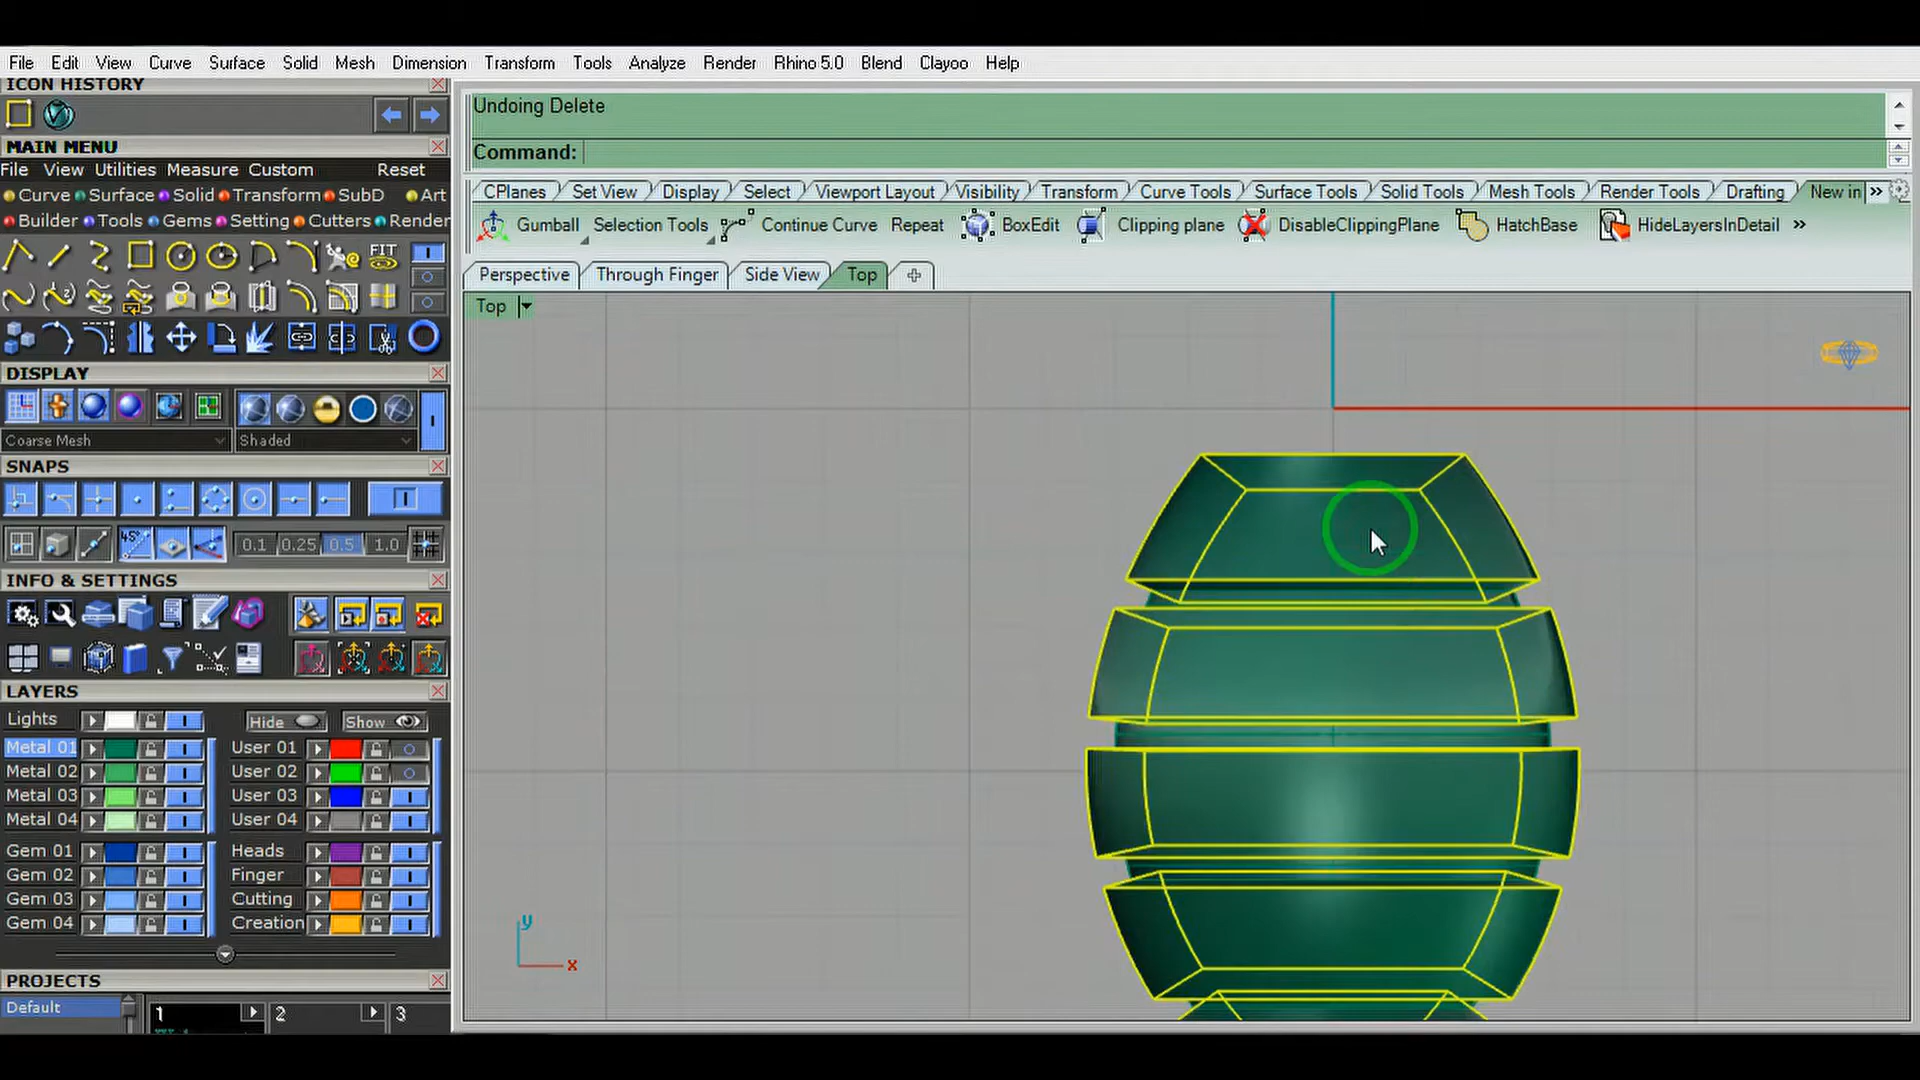 File Edit View Curve Surface Solid Mesh Dimension Transform Tools Analyze Render Rhino 5.0 Blend Clayoo Help
ICON HISTORY
Undoing Delete
MAIN MENU
Command:
File View Utilities Measure Custom Reset
Curve Surface Solid Transform SubD Art
Builder Tools Gems Setting Cutters Render
CPlanes Set View Display Select Viewport Layout Visibility Transform Curve Tools Surface Tools Solid Tools Mesh Tools Render Tools Drafting New in
Gumball Selection Tools Continue Curve Repeat BoxEdit Clipping plane DisableClippingPlane HatchBase HideLayersInDetail
FIT
Perspective Through Finger Side View Top
Top
DISPLAY
Coarse Mesh Shaded
SNAPS
45° 0.1 0.25 0.5 1.0
INFO & SETTINGS
LAYERS
Lights Hide Show
Metal 01 User 01
Metal 02 User 02
Metal 03 User 03
Metal 04 User 04
Gem 01 Heads
Gem 02 Finger
Gem 03 Cutting
Gem 04 Creation
PROJECTS
Default 1 2 3
y
x